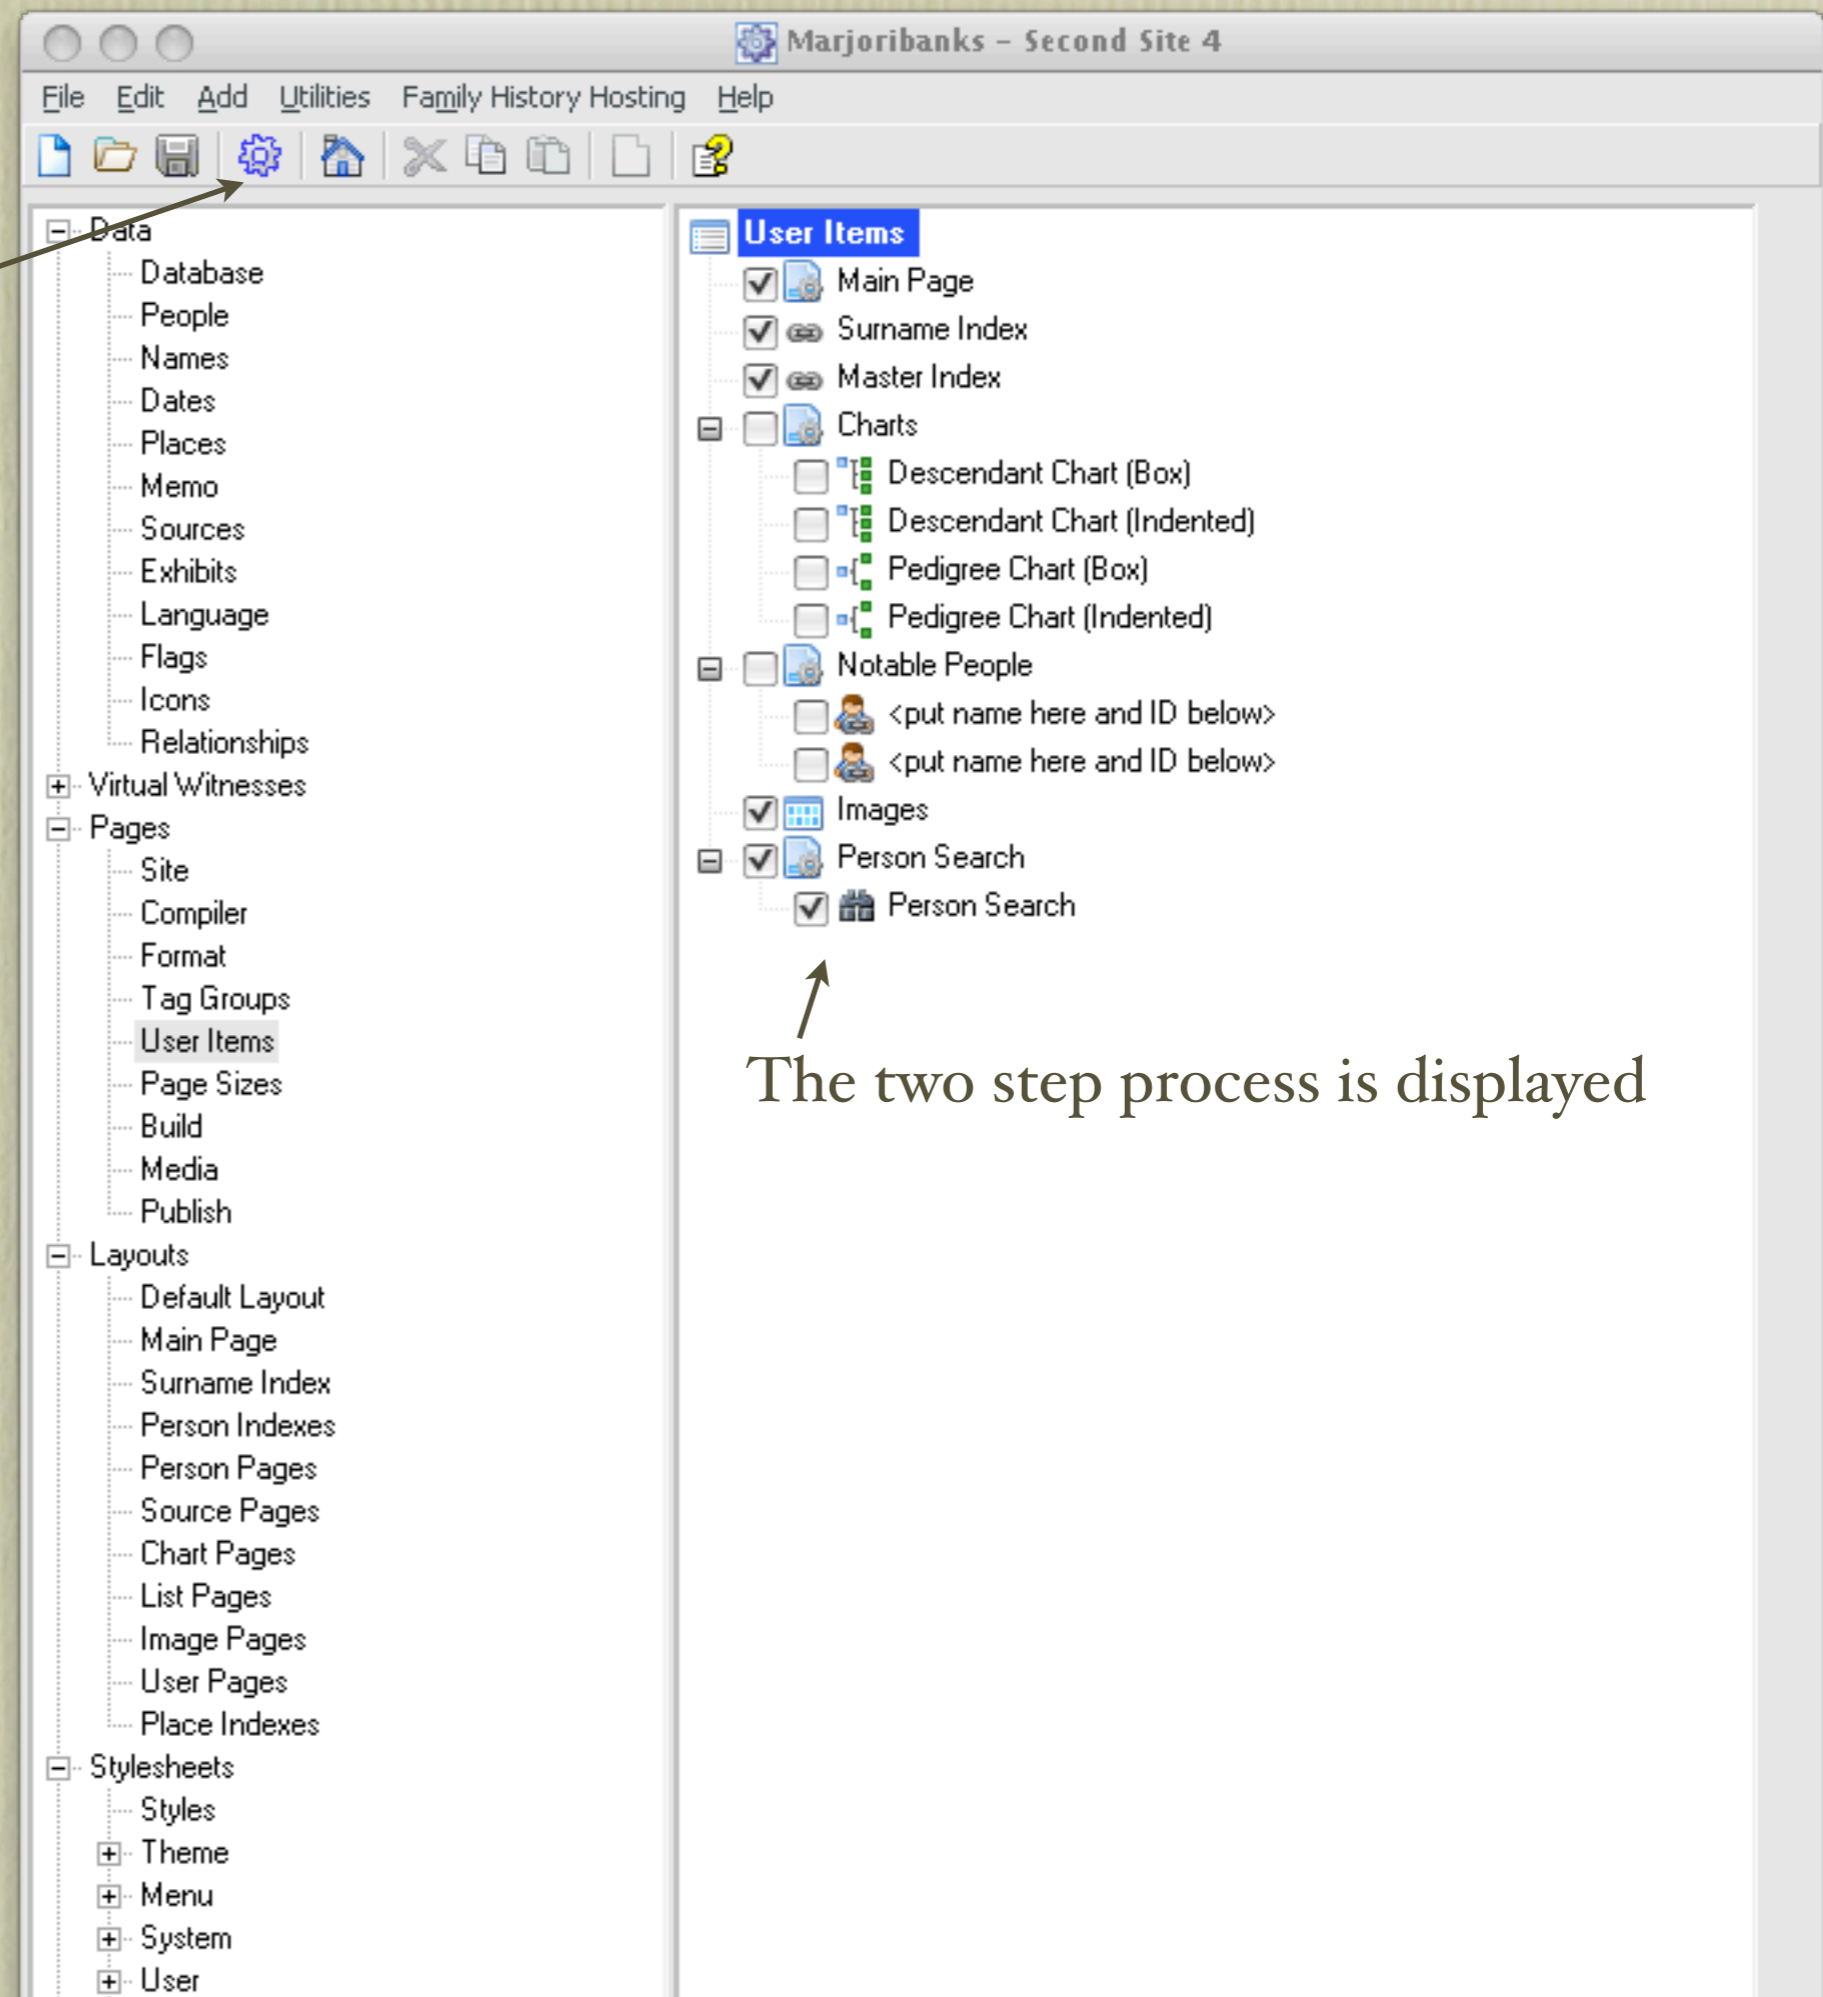 Marjoribanks – Second Site 4
File Edit Add Utilities Family History Hosting Help
Data
Database
People
Names
Dates
Places
Memo
Sources
Exhibits
Language
Flags
Icons
Relationships
Virtual Witnesses
Pages
Site
Compiler
Format
Tag Groups
User Items
Page Sizes
Build
Media
Publish
Layouts
Default Layout
Main Page
Surname Index
Person Indexes
Person Pages
Source Pages
Chart Pages
List Pages
Image Pages
User Pages
Place Indexes
Stylesheets
Styles
Theme
Menu
System
User
User Items
Main Page
Surname Index
Master Index
Charts
Descendant Chart (Box)
Descendant Chart (Indented)
Pedigree Chart (Box)
Pedigree Chart (Indented)
Notable People
<put name here and ID below>
<put name here and ID below>
Images
Person Search
Person Search
The two step process is displayed